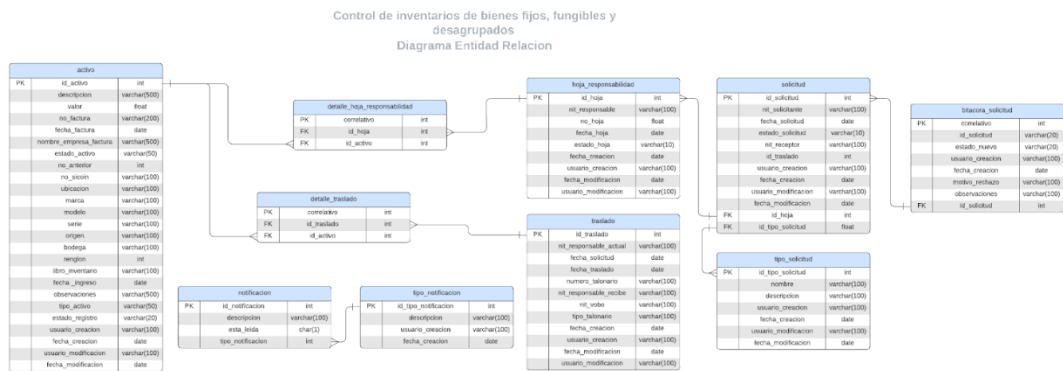 Control de inventarios de bienes fijos, fungibles y
desagrupados
Diagrama Entidad Relacion
activo
PK id_activo int
descripcion varchar(500)
valor float
no_factura varchar(200)
fecha_factura date
nombre_empresa_factura varchar(500)
estado_activo varchar(50)
no_anterior int
no_sicoin varchar(100)
ubicacion varchar(100)
marca varchar(100)
modelo varchar(100)
serie varchar(100)
origen varchar(100)
bodega varchar(100)
renglon int
libro_inventario varchar(100)
fecha_ingreso date
observaciones varchar(500)
tipo_activo varchar(50)
estado_registro varchar(20)
usuario_creacion varchar(100)
fecha_creacion date
usuario_modificacion varchar(100)
fecha_modificacion date
detalle_hoja_responsabilidad
PK correlativo int
FK id_hoja int
FK id_activo int
detalle_traslado
PK correlativo int
FK id_traslado int
FK id_activo int
notificacion
PK id_notificacion int
descripcion varchar(100)
esta_leida char(1)
tipo_notificacion int
tipo_notificacion
PK id_tipo_notificacion int
descripcion varchar(100)
usuario_creacion varchar(100)
fecha_creacion date
hoja_responsabilidad
PK id_hoja int
nit_responsable varchar(100)
no_hoja float
fecha_hoja date
estado_hoja varchar(10)
fecha_creacion date
usuario_creacion varchar(100)
fecha_modificacion date
usuario_modificacion varchar(100)
traslado
PK id_traslado int
nit_responsable_actual varchar(100)
fecha_solicitud date
fecha_traslado date
numero_talonario varchar(100)
nit_responsable_recibe varchar(100)
nit_vobo varchar(100)
tipo_talonario varchar(100)
fecha_creacion date
usuario_creacion varchar(100)
fecha_modificacion date
usuario_modificacion varchar(100)
solicitud
PK id_solicitud int
nit_solicitante varchar(100)
fecha_solicitud date
estado_solicitud varchar(10)
nit_receptor varchar(100)
id_traslado int
usuario_creacion varchar(100)
fecha_creacion date
usuario_modificacion varchar(100)
fecha_modificacion date
FK id_hoja int
FK id_tipo_solicitud float
tipo_solicitud
PK id_tipo_solicitud int
nombre varchar(100)
descripcion varchar(100)
usuario_creacion varchar(100)
fecha_creacion date
usuario_modificacion varchar(100)
fecha_modificacion date
bitacora_solicitud
PK correlativo int
id_solicitud varchar(20)
estado_nuevo varchar(20)
usuario_creacion varchar(100)
fecha_creacion date
motivo_rechazo varchar(100)
observaciones varchar(100)
FK id_solicitud int